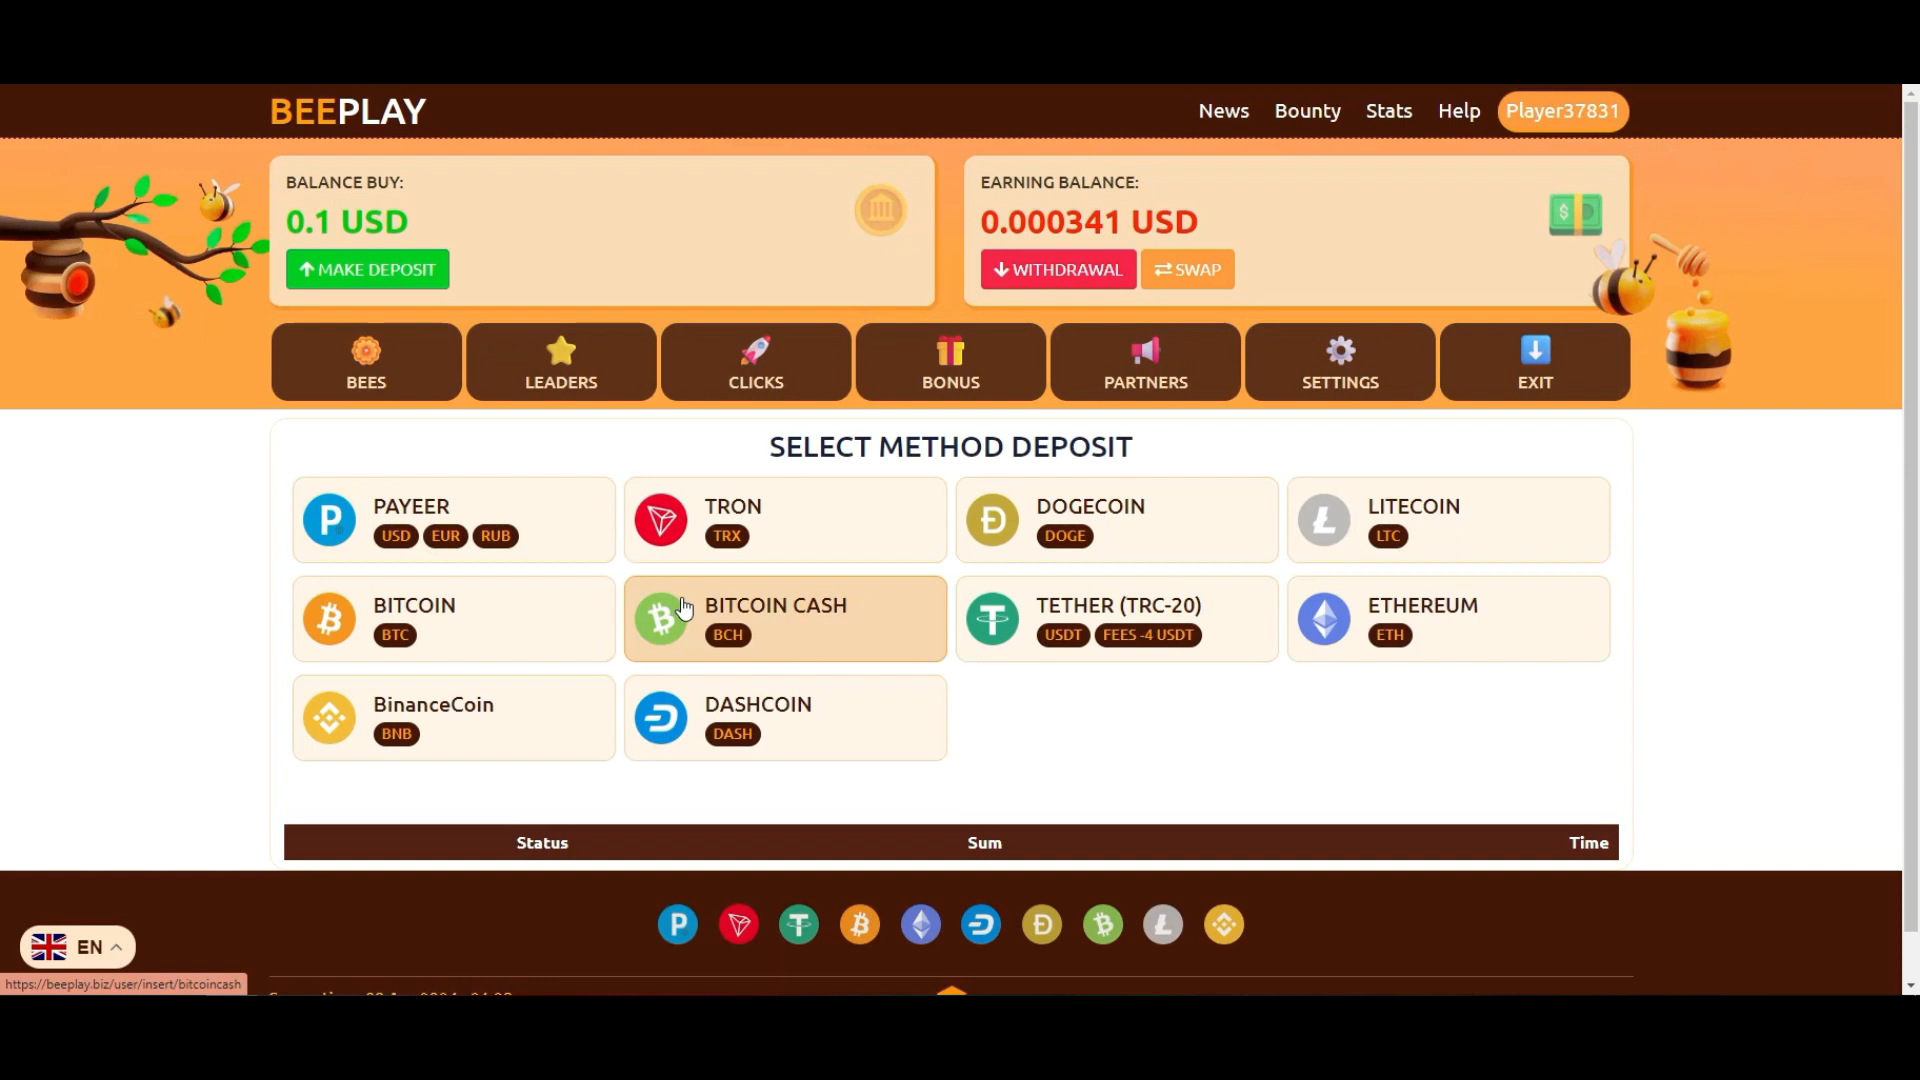 BEEPLAY
News Bounty Stats Help Player37831
BALANCE BUY:
0.1 USD
MAKE DEPOSIT
EARNING BALANCE:
0.000341 USD
WITHDRAWAL SWAP
BEES LEADERS CLICKS BONUS PARTNERS SETTINGS EXIT
SELECT METHOD DEPOSIT
PAYEER
USD EUR RUB
TRON
TRX
DOGECOIN
DOGE
LITECOIN
LTC
BITCOIN
BTC
BITCOIN CASH
BCH
TETHER (TRC-20)
USDT FEES -4 USDT
ETHEREUM
ETH
BinanceCoin
BNB
DASHCOIN
DASH
Status Sum Time
EN
https://beeplay.biz/user/insert/bitcoincash